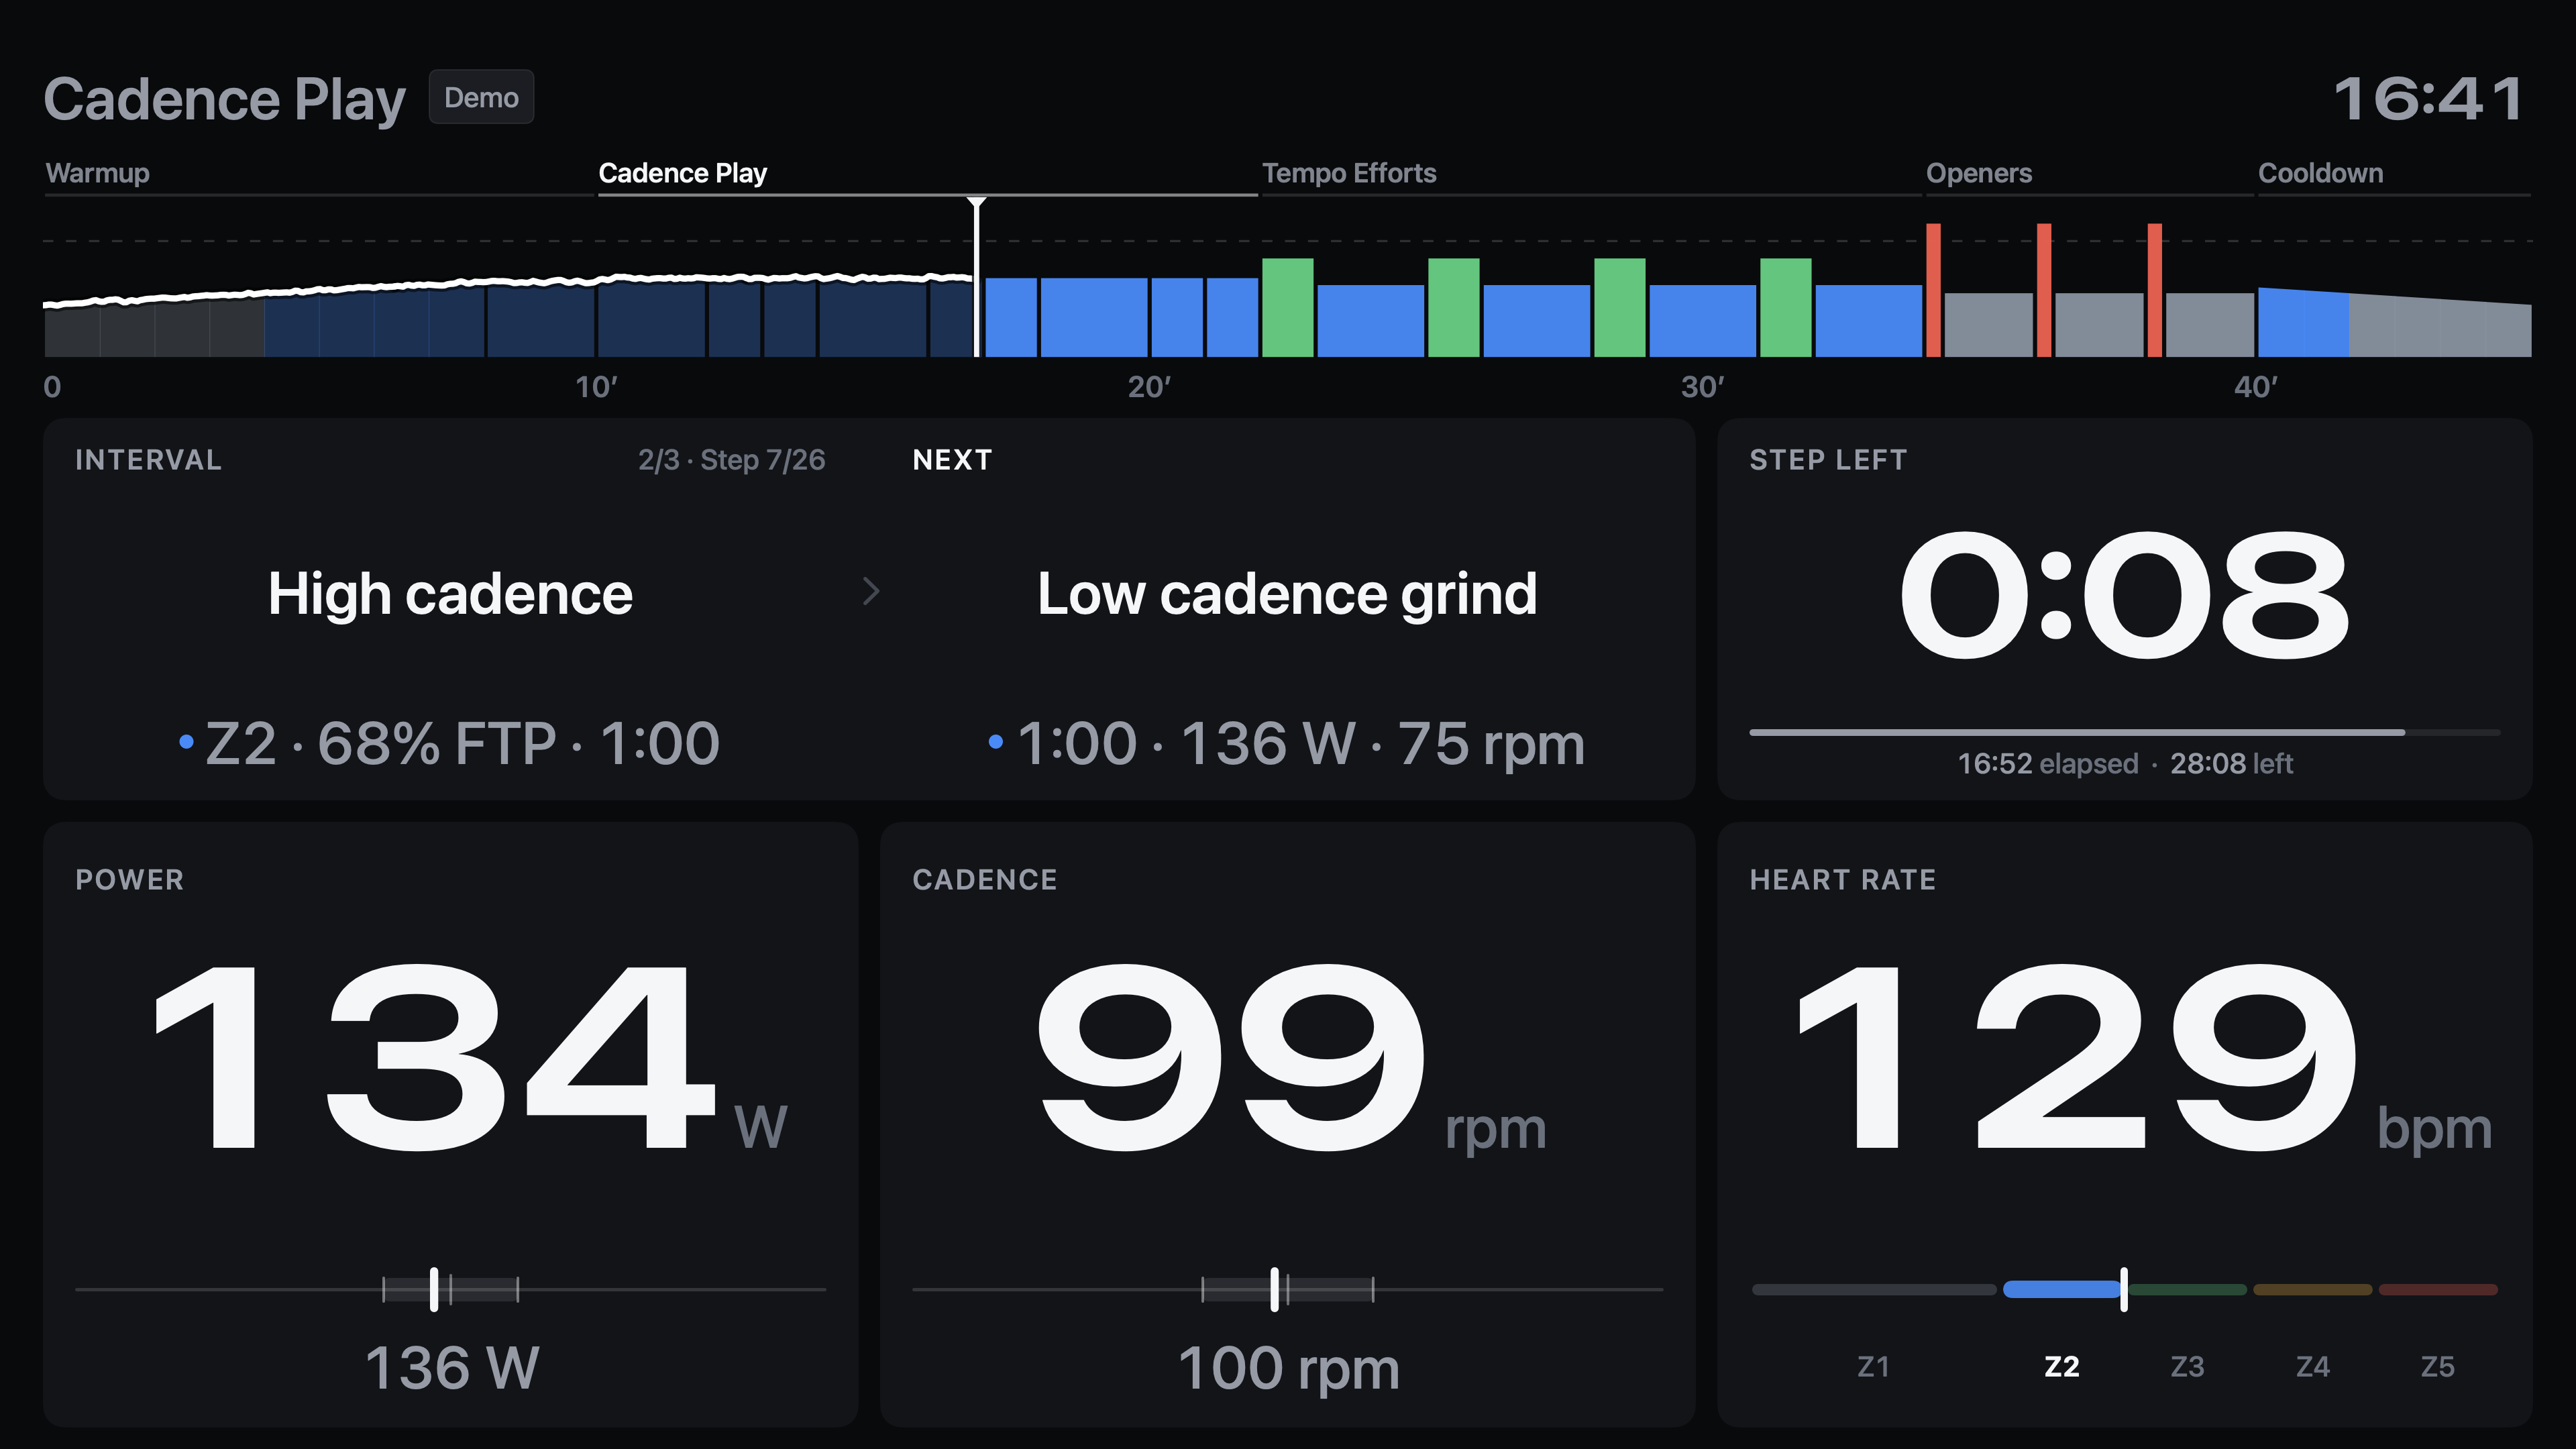 Cadence Play Demo 16:41
Warmup Cadence Play Tempo Efforts Openers Cooldown
0 10′ 20′ 30′ 40′
INTERVAL 2/3 · Step 7/26 NEXT
High cadence > Low cadence grind
Z2 · 68% FTP · 1:00
1:00 · 136 W · 75 rpm
STEP LEFT
0:08
16:52 elapsed · 28:08 left
POWER
134 W
136 W
CADENCE
99 rpm
100 rpm
HEART RATE
129 bpm
Z1 Z2 Z3 Z4 Z5